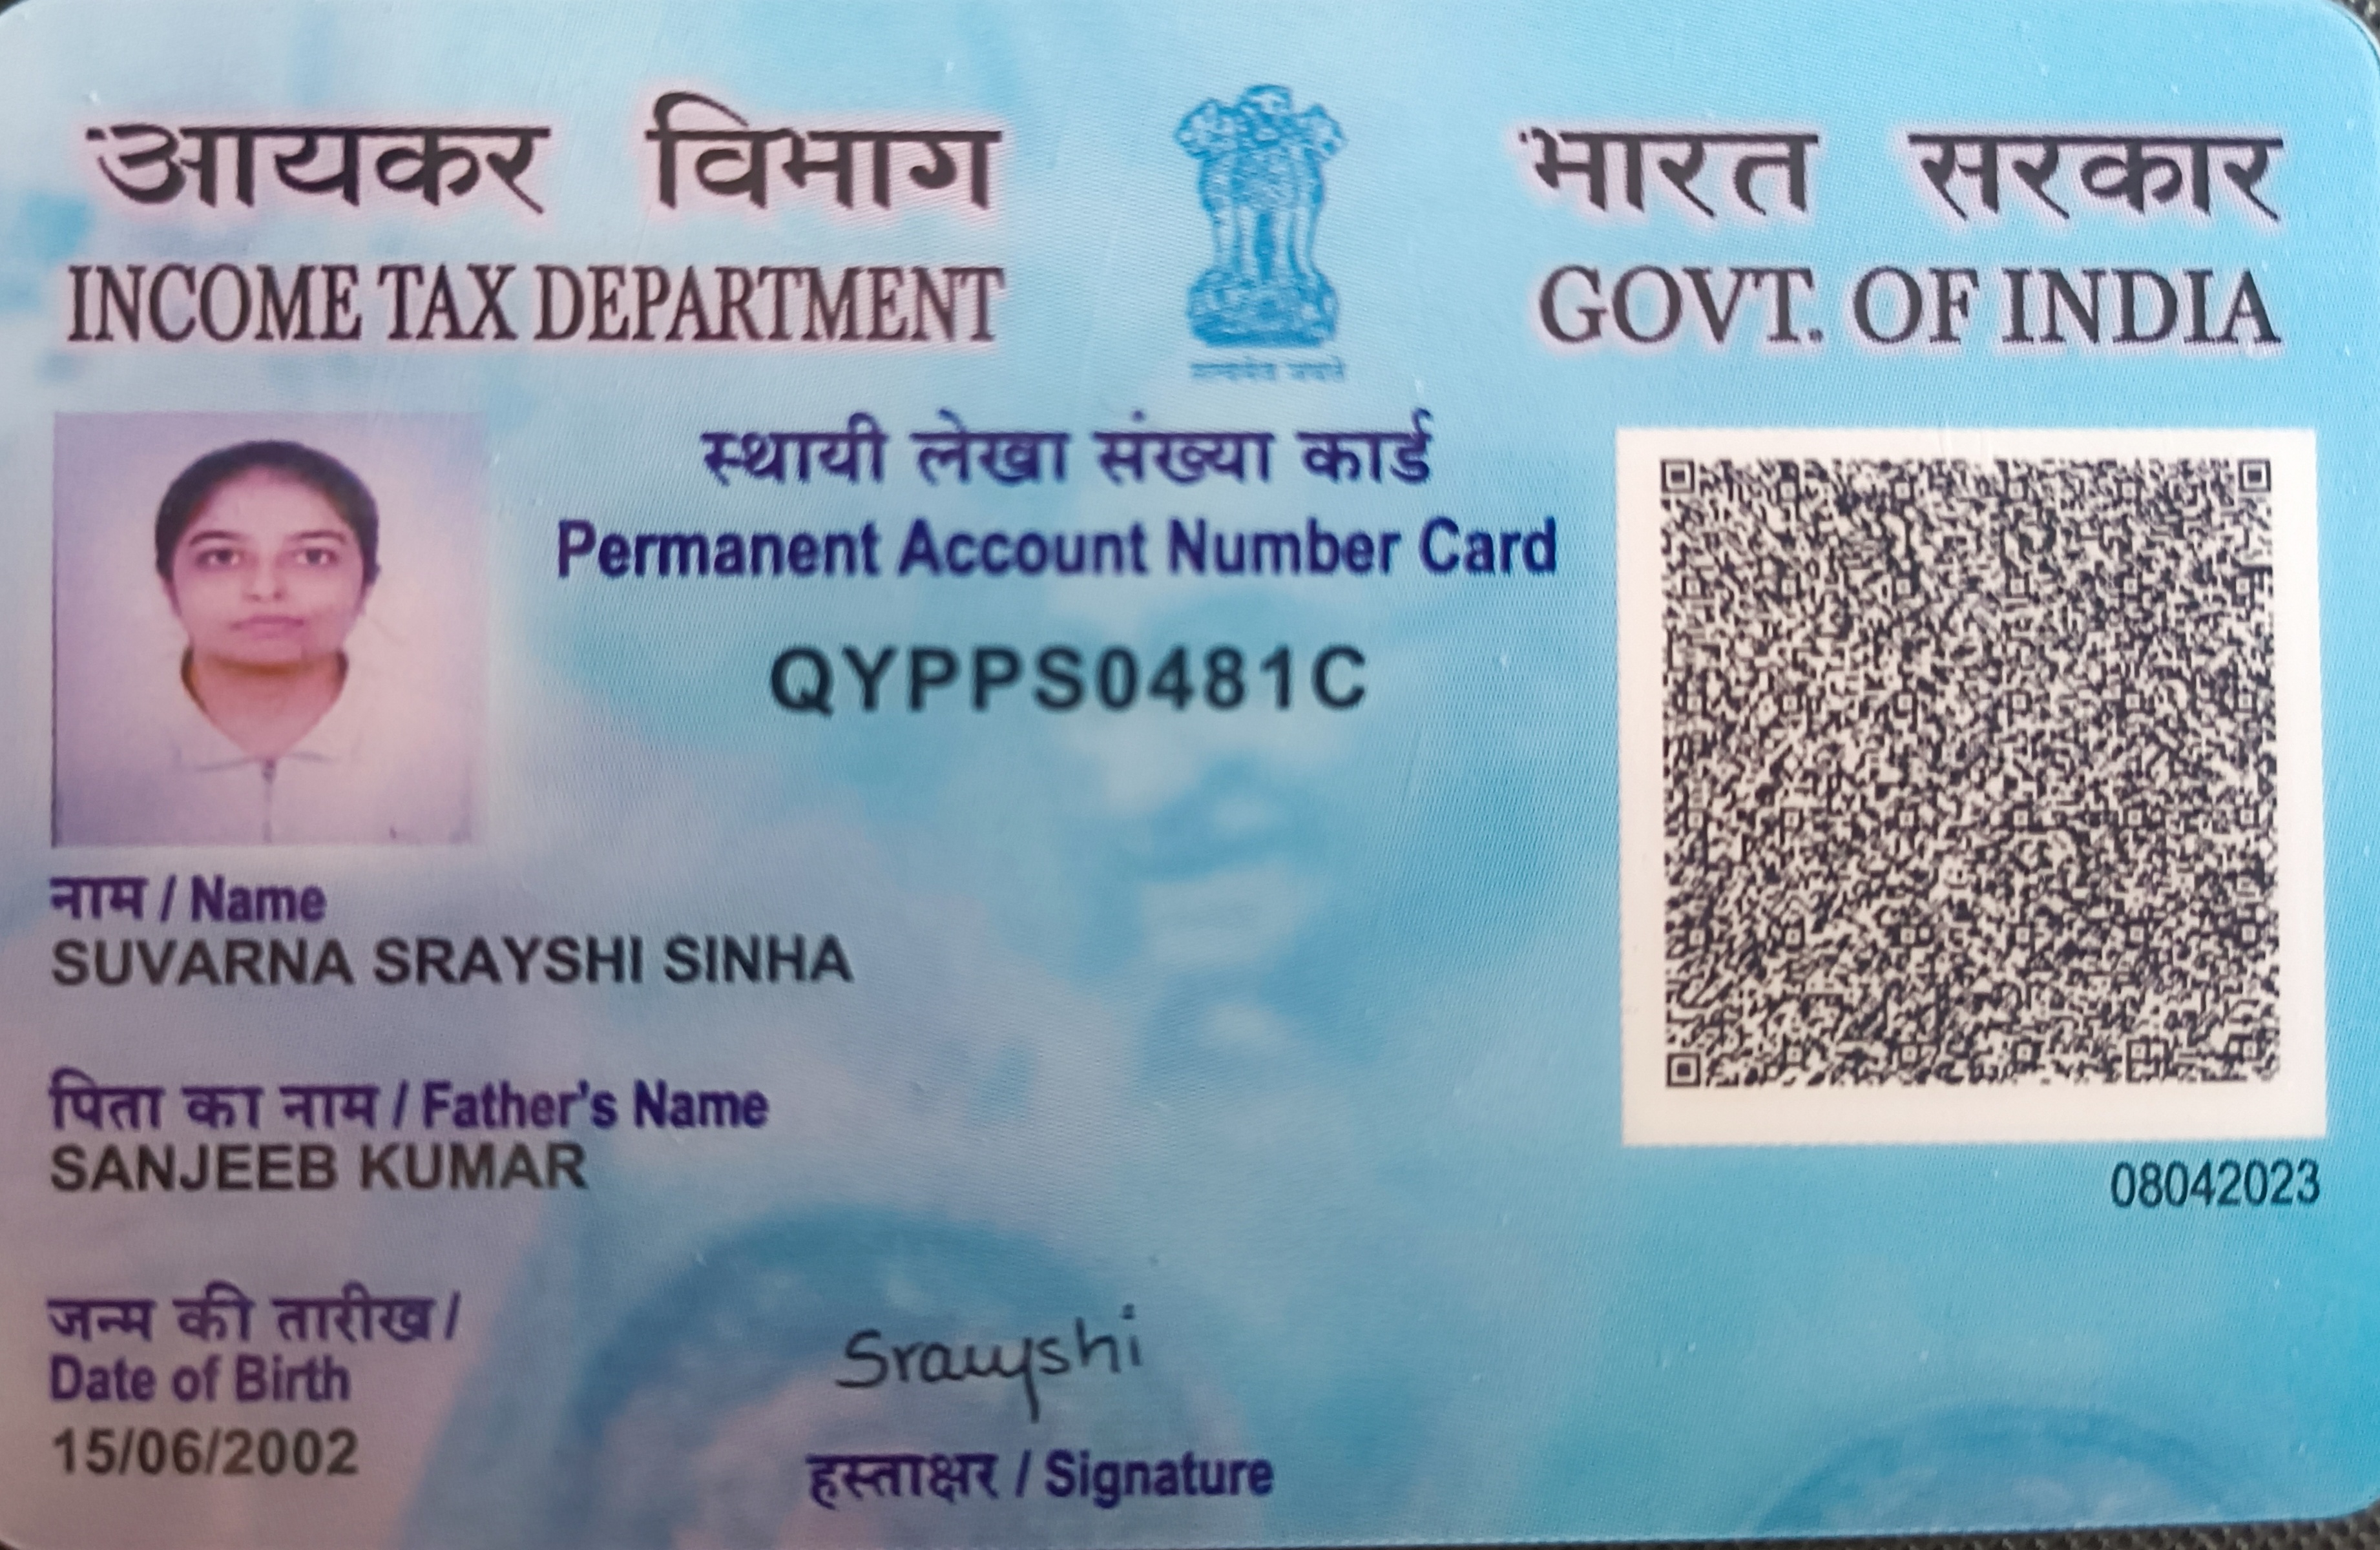 आयकर विभाग
INCOME TAX DEPARTMENT
भारत सरकार
GOVT. OF INDIA
सत्यमेव जयते
स्थायी लेखा संख्या कार्ड
Permanent Account Number Card
QYPPS0481C
नाम / Name
SUVARNA SRAYSHI SINHA
पिता का नाम / Father's Name
SANJEEB KUMAR
08042023
जन्म की तारीख /
Date of Birth
15/06/2002
Srayshi
हस्ताक्षर / Signature